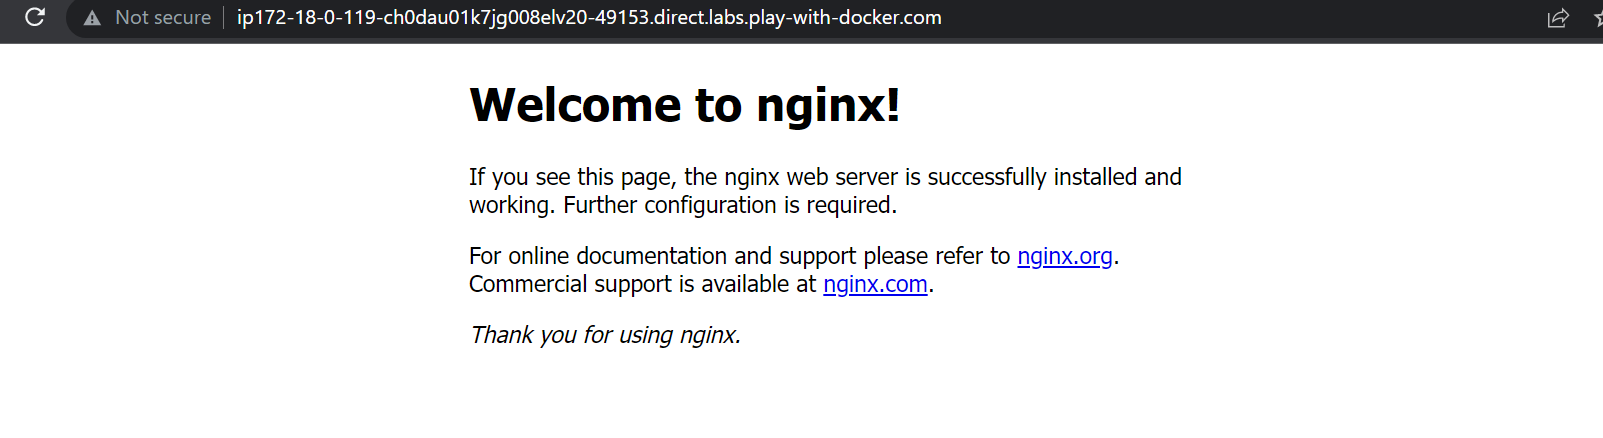 Not secure ip172-18-0-119-ch0dau01k7jg008elv20-49153.direct.labs.play-with-docker.com
Welcome to nginx!
If you see this page, the nginx web server is successfully installed and
working. Further configuration is required.
For online documentation and support please refer to nginx.org.
Commercial support is available at nginx.com.
Thank you for using nginx.